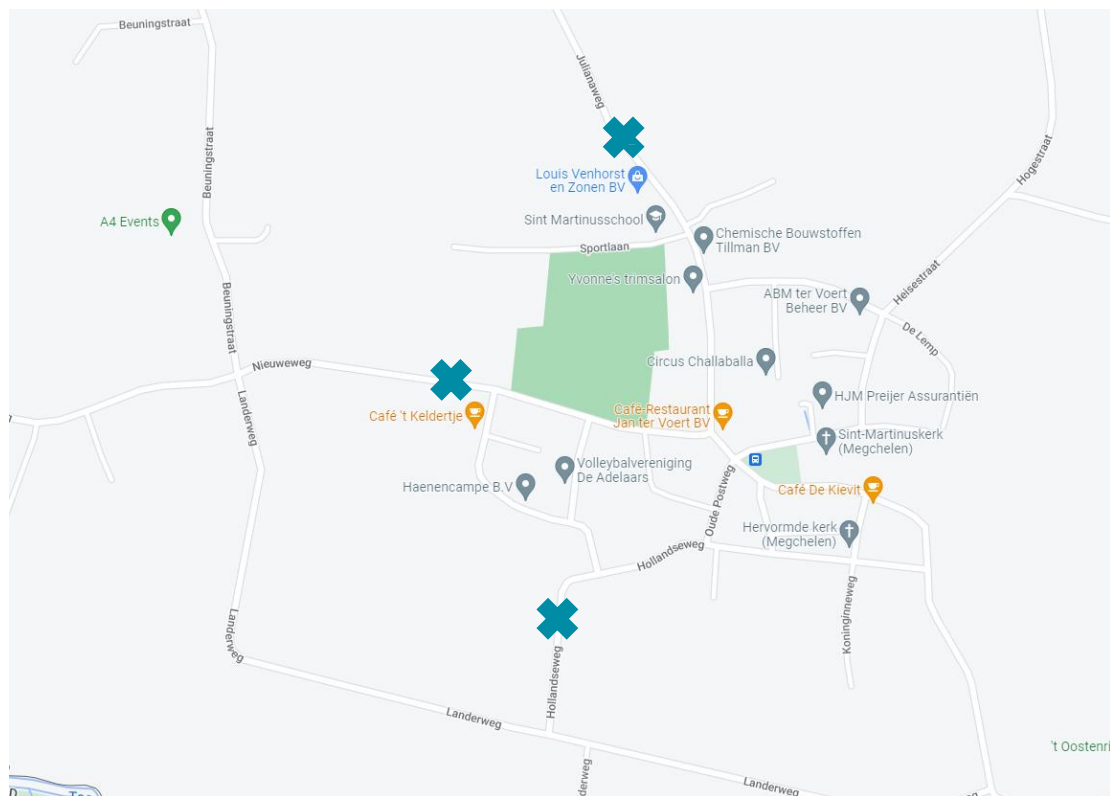 Beuningstraat
Julianaweg
Beuningstraat
Hogestraat
Louis Venhorst
en Zonen BV
A4 Events
Sint Martinusschool
Chemische Bouwstoffen
Tillman BV
Sportlaan
Yvonne's trimsalon
Heisestraat
ABM ter Voert
Beheer BV
Beuningstraat
De Lemp
Nieuweweg
Circus Challaballa
Landerweg
HJM Preijer Assurantiën
Café 't Keldertje
Café-Restaurant
Jan ter Voert BV
Sint-Martinuskerk
(Megchelen)
Volleybalvereniging
De Adelaars
Haenencampe B.V
Oude Postweg
Café De Kievit
Hervormde kerk
(Megchelen)
Hollandseweg
Koninginneweg
Landerweg
Hollandseweg
Landerweg
't Oostenri
derweg
Landerweg